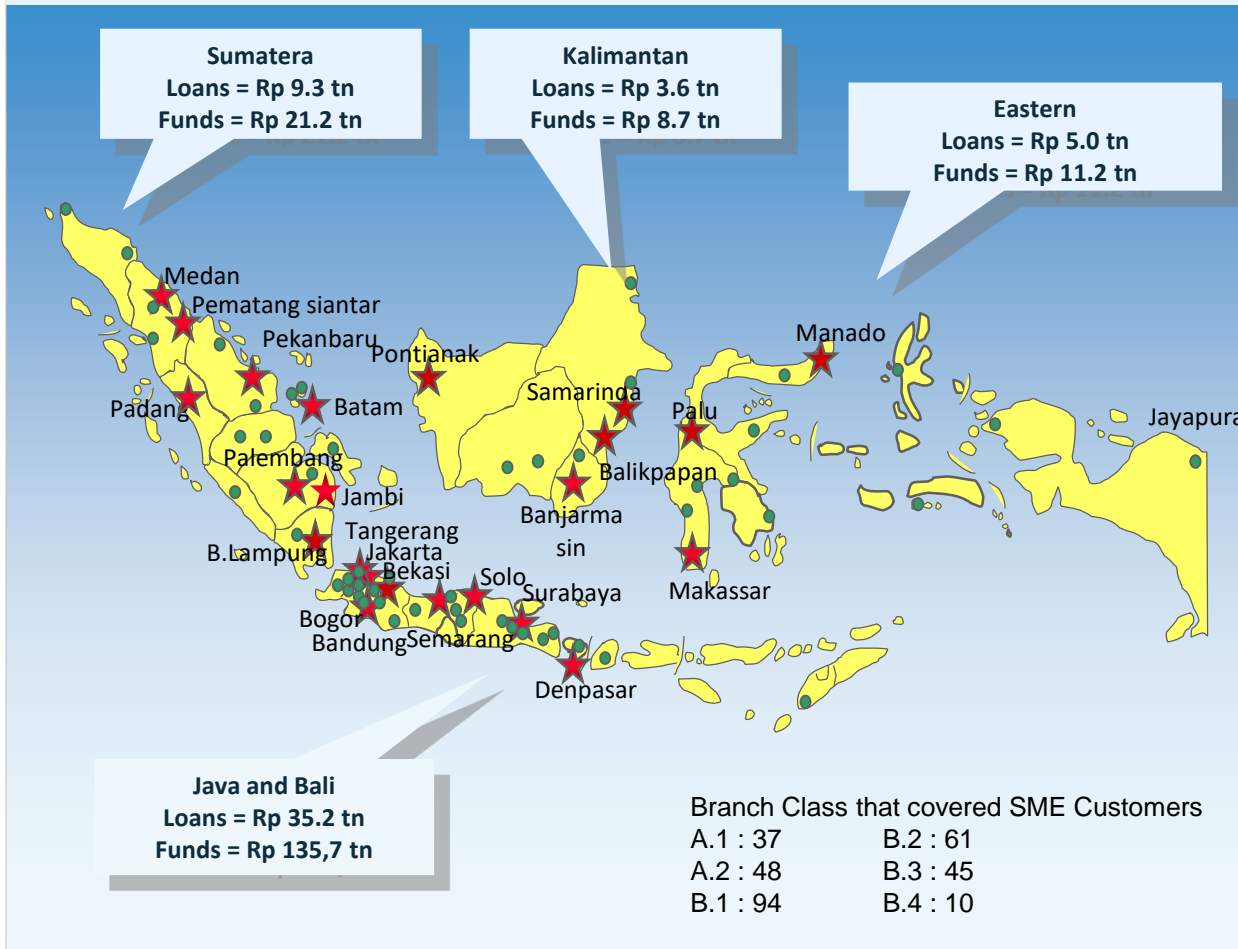 Sumatera
Loans = Rp 9.3 tn
Funds = Rp 21.2 tn
Kalimantan
Loans = Rp 3.6 tn
Funds = Rp 8.7 tn
Eastern
Loans = Rp 5.0 tn
Funds = Rp 11.2 tn
Medan
Pematang siantar
Pekanbaru
Padang
Batam
Palembang
Jambi
B.Lampung
Pontianak
Samarinda
Balikpapan
Banjarma
sin
Manado
Palu
Makassar
Jayapura
Tangerang
Jakarta
Bekasi
Bogor
Bandung
Semarang
Solo
Surabaya
Denpasar
Java and Bali
Loans = Rp 35.2 tn
Funds = Rp 135,7 tn
Branch Class that covered SME Customers
A.1 : 37 B.2 : 61
A.2 : 48 B.3 : 45
B.1 : 94 B.4 : 10